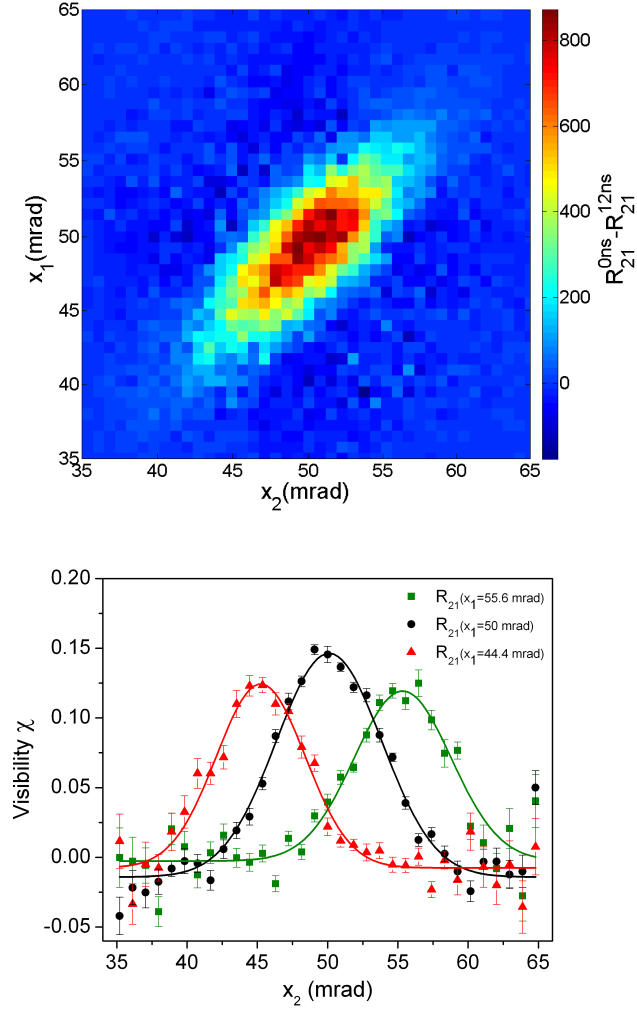 65
60
55
50
45
40
35
x1(mrad)
35 40 45 50 55 60 65
x2(mrad)
800
600
400
200
0
R21^0ns-R21^12ns
0.20
0.15
0.10
0.05
0.00
-0.05
Visibility χ
R21(x1=55.6 mrad)
R21(x1=50 mrad)
R21(x1=44.4 mrad)
35 40 45 50 55 60 65
x2 (mrad)